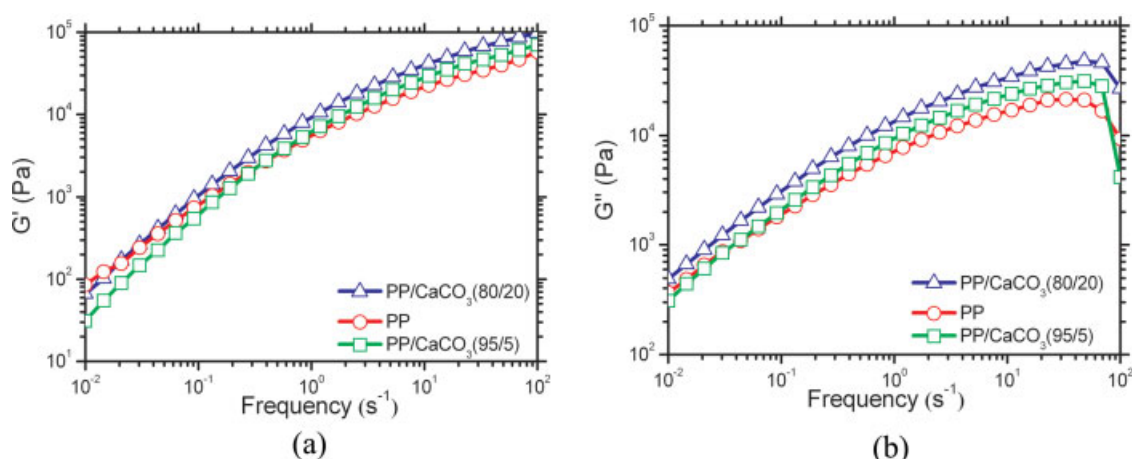 10⁵
10⁴
10³
10²
10¹
G' (Pa)
PP/CaCO₃(80/20)
PP
PP/CaCO₃(95/5)
10⁻² 10⁻¹ 10⁰ 10¹ 10²
Frequency (s⁻¹)
(a)
10⁵
10⁴
10³
10²
G'' (Pa)
PP/CaCO₃(80/20)
PP
PP/CaCO₃(95/5)
10⁻² 10⁻¹ 10⁰ 10¹ 10²
Frequency (s⁻¹)
(b)